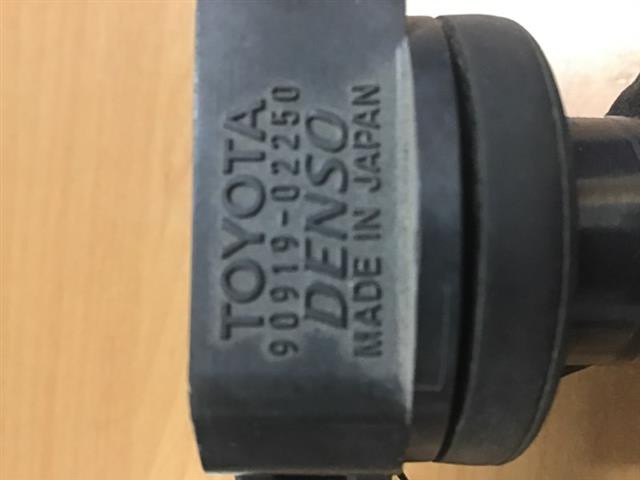 TOYOTA
90919-02250
DENSO
MADE IN JAPAN